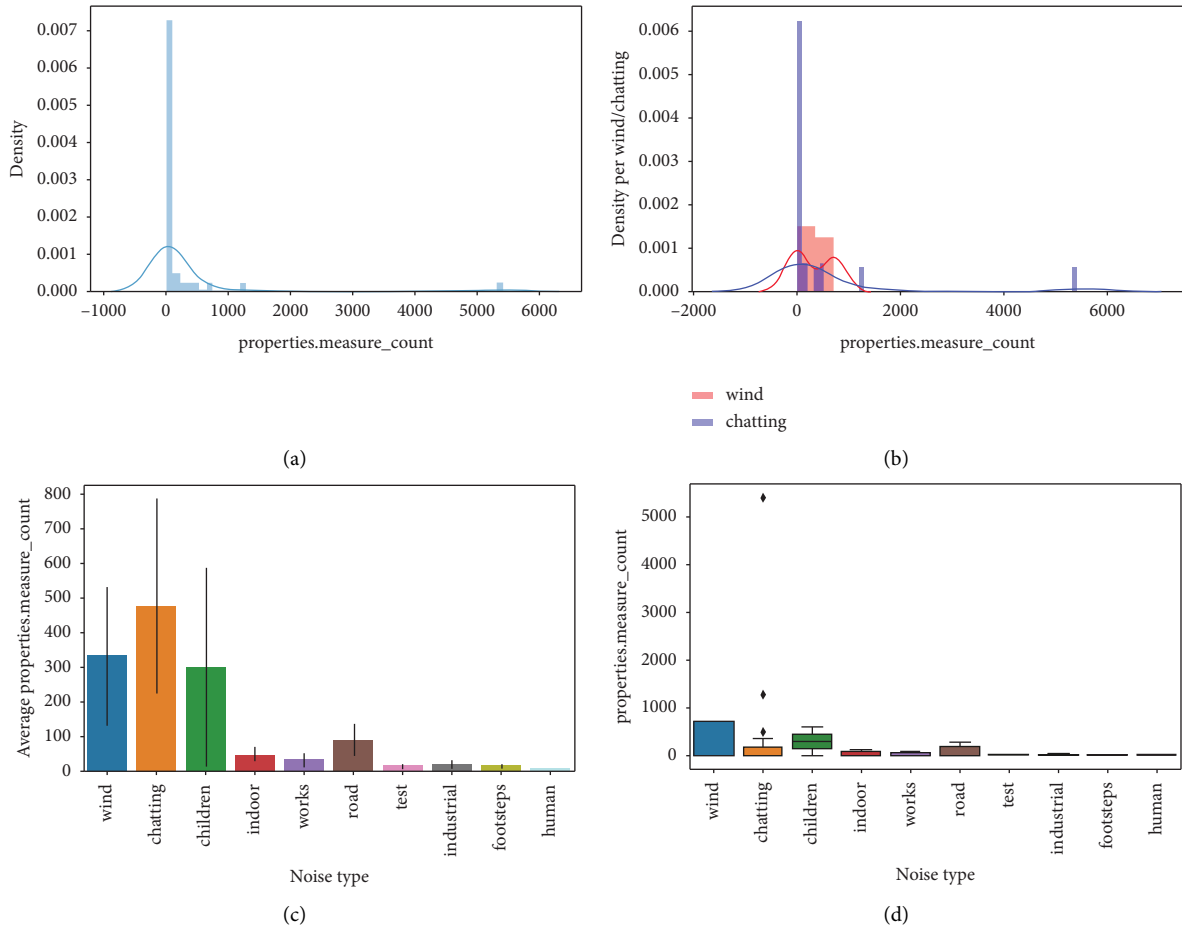 Density
0.007
0.006
0.005
0.004
0.003
0.002
0.001
0.000
−1000 0 1000 2000 3000 4000 5000 6000
properties.measure_count
(a)
Density per wind/chatting
0.006
0.005
0.004
0.003
0.002
0.001
0.000
−2000 0 2000 4000 6000
properties.measure_count
wind
chatting
(b)
Average properties.measure_count
800
700
600
500
400
300
200
100
0
wind chatting children indoor works road test industrial footsteps human
Noise type
(c)
properties.measure_count
5000
4000
3000
2000
1000
0
wind chatting children indoor works road test industrial footsteps human
Noise type
(d)